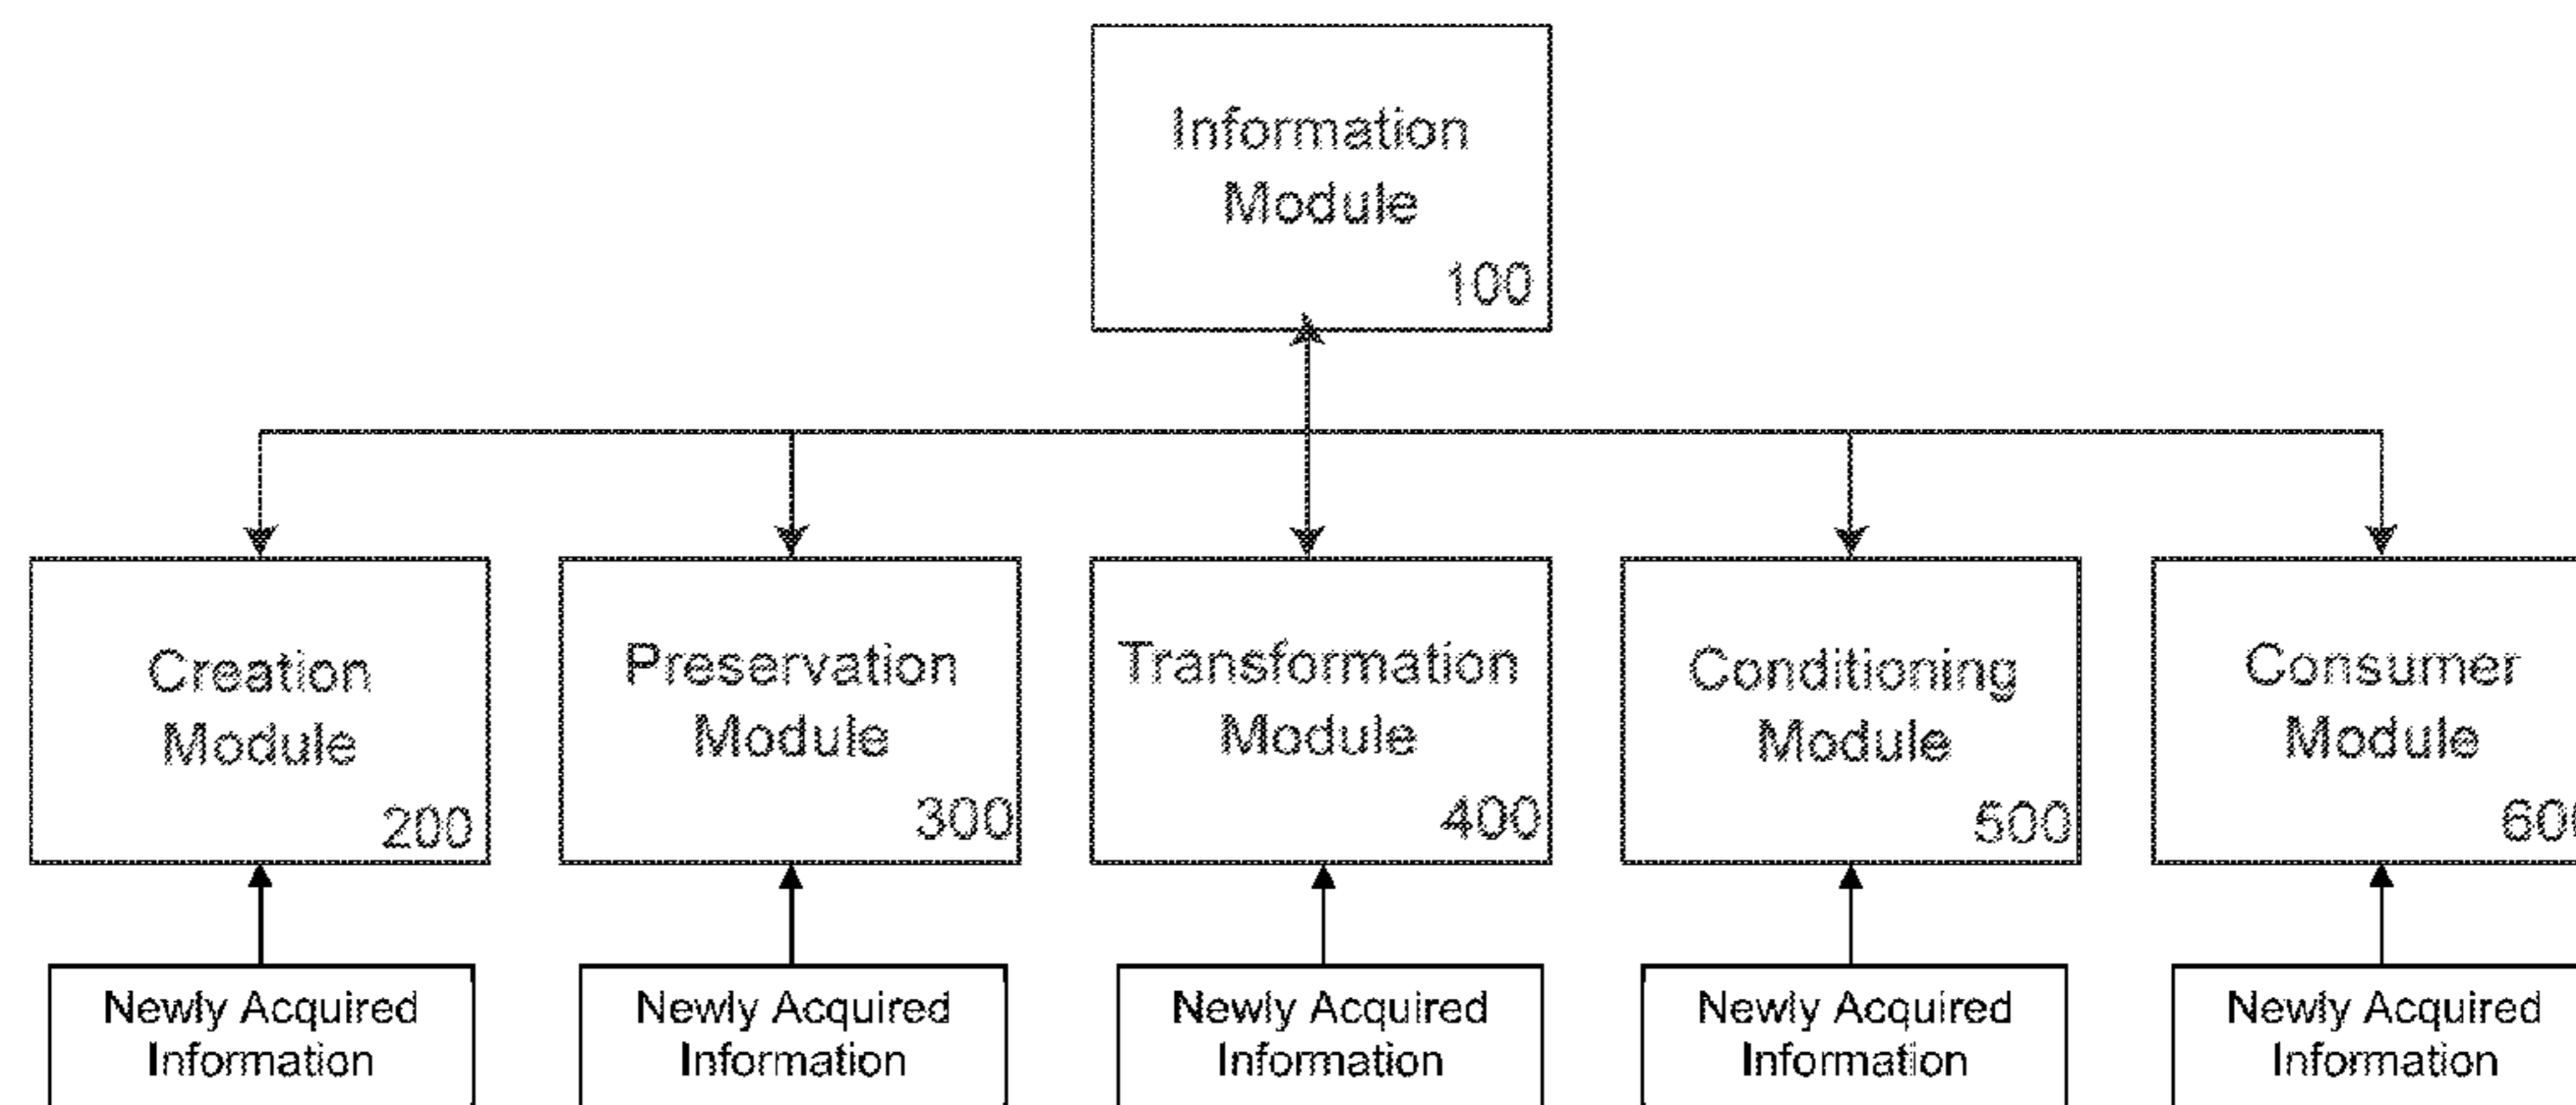 Information
Module
100
Creation
Module
200
Preservation
Module
300
Transformation
Module
400
Conditioning
Module
500
Consumer
Module
Newly Acquired
Information
Newly Acquired
Information
Newly Acquired
Information
Newly Acquired
Information
Newly Acquired
Information